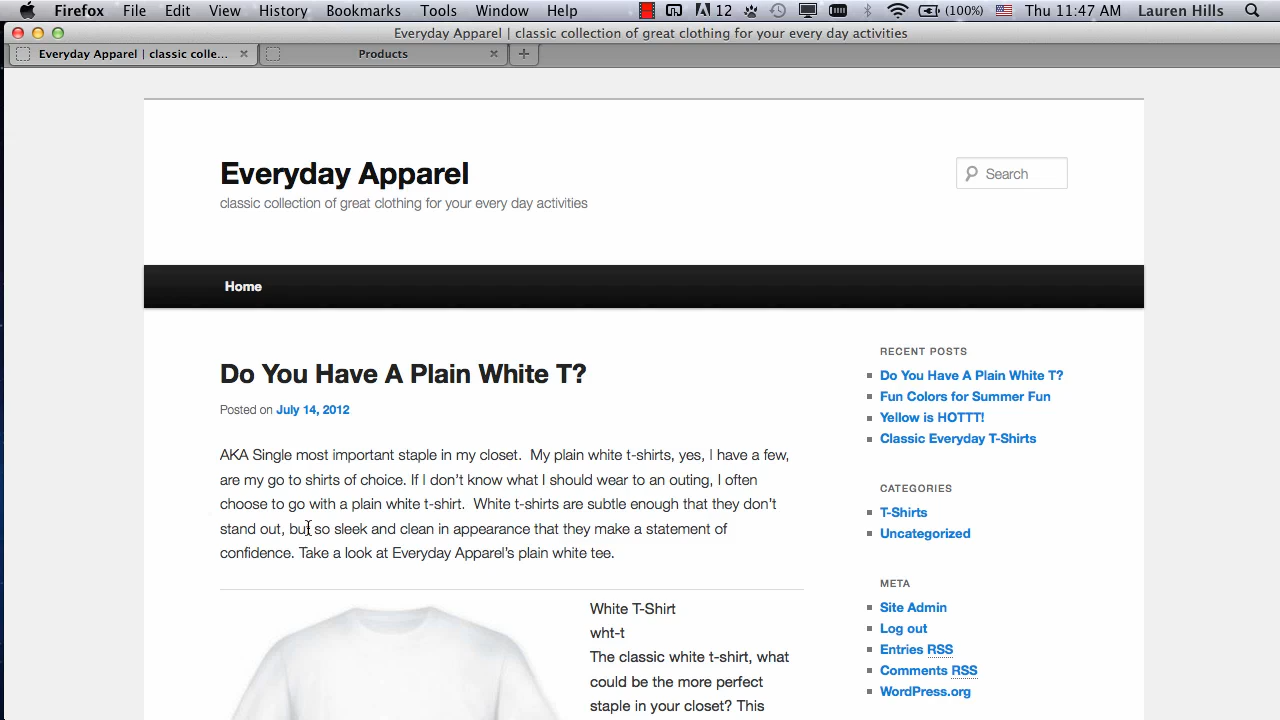 Firefox File Edit View History Bookmarks Tools Window Help 12 (100%) Thu 11:47 AM Lauren Hills
Everyday Apparel | classic collection of great clothing for your every day activities
Everyday Apparel | classic colle... Products
Everyday Apparel
classic collection of great clothing for your every day activities
Search
Home
Do You Have A Plain White T?
Posted on July 14, 2012
AKA Single most important staple in my closet. My plain white t-shirts, yes, I have a few,
are my go to shirts of choice. If I don't know what I should wear to an outing, I often
choose to go with a plain white t-shirt. White t-shirts are subtle enough that they don't
stand out, but so sleek and clean in appearance that they make a statement of
confidence. Take a look at Everyday Apparel's plain white tee.
White T-Shirt
wht-t
The classic white t-shirt, what
could be the more perfect
staple in your closet? This
RECENT POSTS
Do You Have A Plain White T?
Fun Colors for Summer Fun
Yellow is HOTTT!
Classic Everyday T-Shirts
CATEGORIES
T-Shirts
Uncategorized
META
Site Admin
Log out
Entries RSS
Comments RSS
WordPress.org